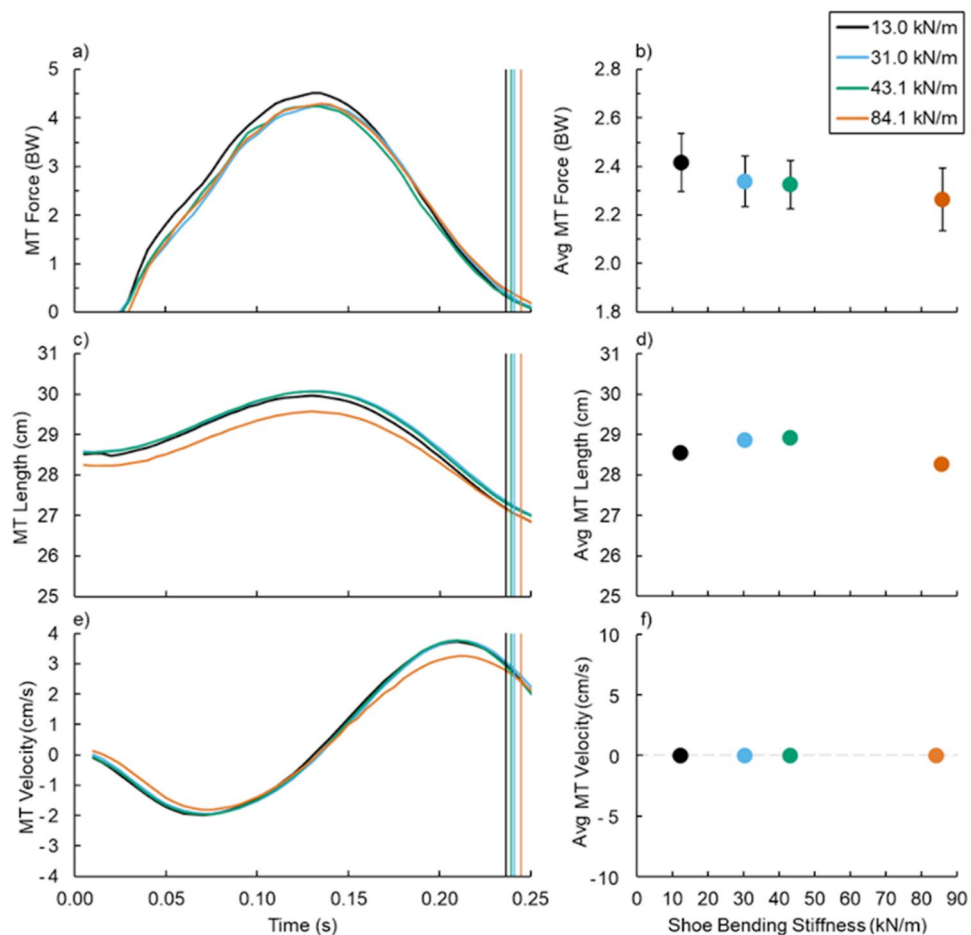 13.0 kN/m
31.0 kN/m
43.1 kN/m
84.1 kN/m
a)
MT Force (BW)
5
4
3
2
1
0
b)
Avg MT Force (BW)
2.8
2.6
2.4
2.2
2.0
1.8
c)
MT Length (cm)
31
30
29
28
27
26
25
d)
Avg MT Length (cm)
31
30
29
28
27
26
25
e)
MT Velocity (cm/s)
4
3
2
1
0
- 1
- 2
- 3
- 4
0.00 0.05 0.10 0.15 0.20 0.25
Time (s)
f)
Avg MT Velocity (cm/s)
10
5
0
- 5
-10
0 10 20 30 40 50 60 70 80 90
Shoe Bending Stiffness (kN/m)